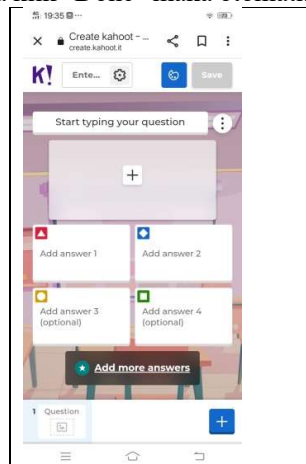 19:35
Create kahoot - ...
create.kahoot.it
K! Ente...
Save
Start typing your question
Add answer 1
Add answer 2
Add answer 3
(optional)
Add answer 4
(optional)
Add more answers
1 Question